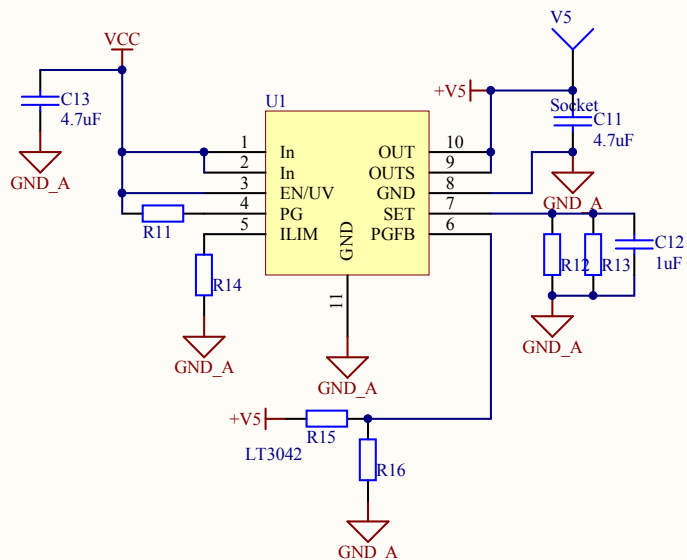 V5
VCC
C13
4.7uF
U1
+V5
Socket
C11
4.7uF
1 In OUT 10
2 In OUTS 9
3 EN/UV GND 8
4 PG SET 7
5 ILIM PGFB 6
GND
11
GND_A
GND_A
R11
R14
R12
R13
C12
1uF
GND_A
GND_A
GND_A
+V5
R15
LT3042
R16
GND_A